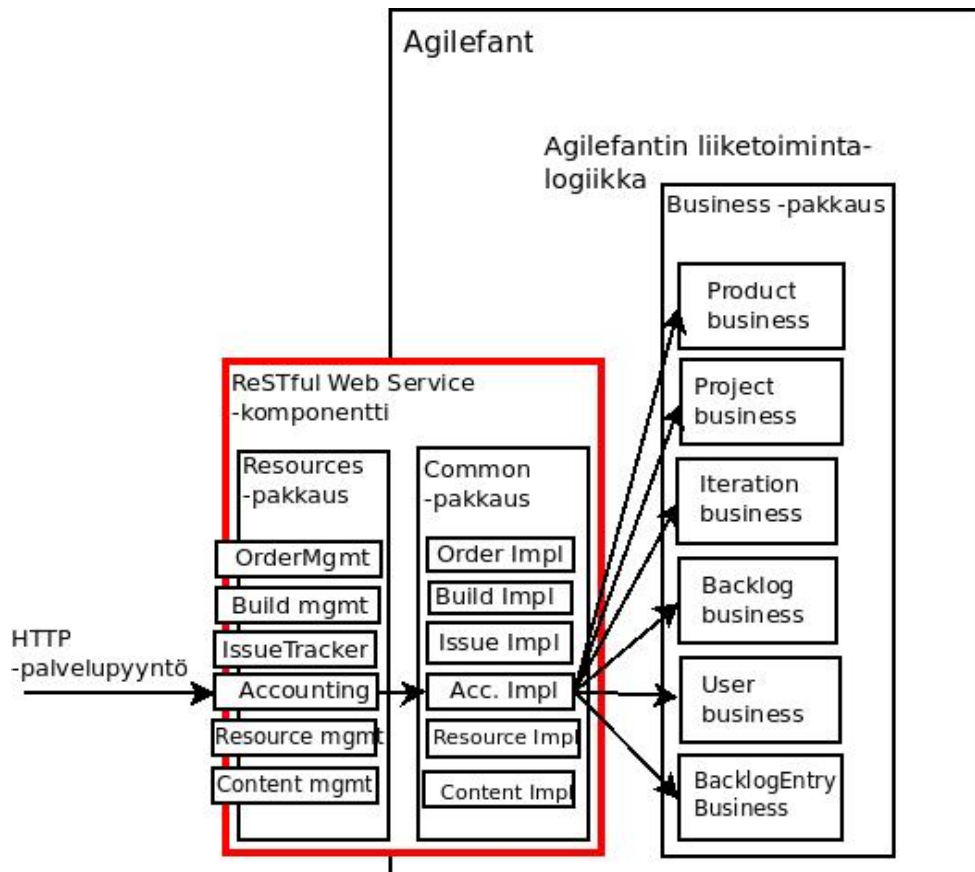 Agilefant
Agilefantin liiketoiminta-
logiikka
Business -pakkaus
Product
business
Project
business
Iteration
business
Backlog
business
User
business
BacklogEntry
Business
ReSTful Web Service
-komponentti
Resources
-pakkaus
OrderMgmt
Build mgmt
IssueTracker
Accounting
Resource mgmt
Content mgmt
Common
-pakkaus
Order Impl
Build Impl
Issue Impl
Acc. Impl
Resource Impl
Content Impl
HTTP
-palvelupyyntö